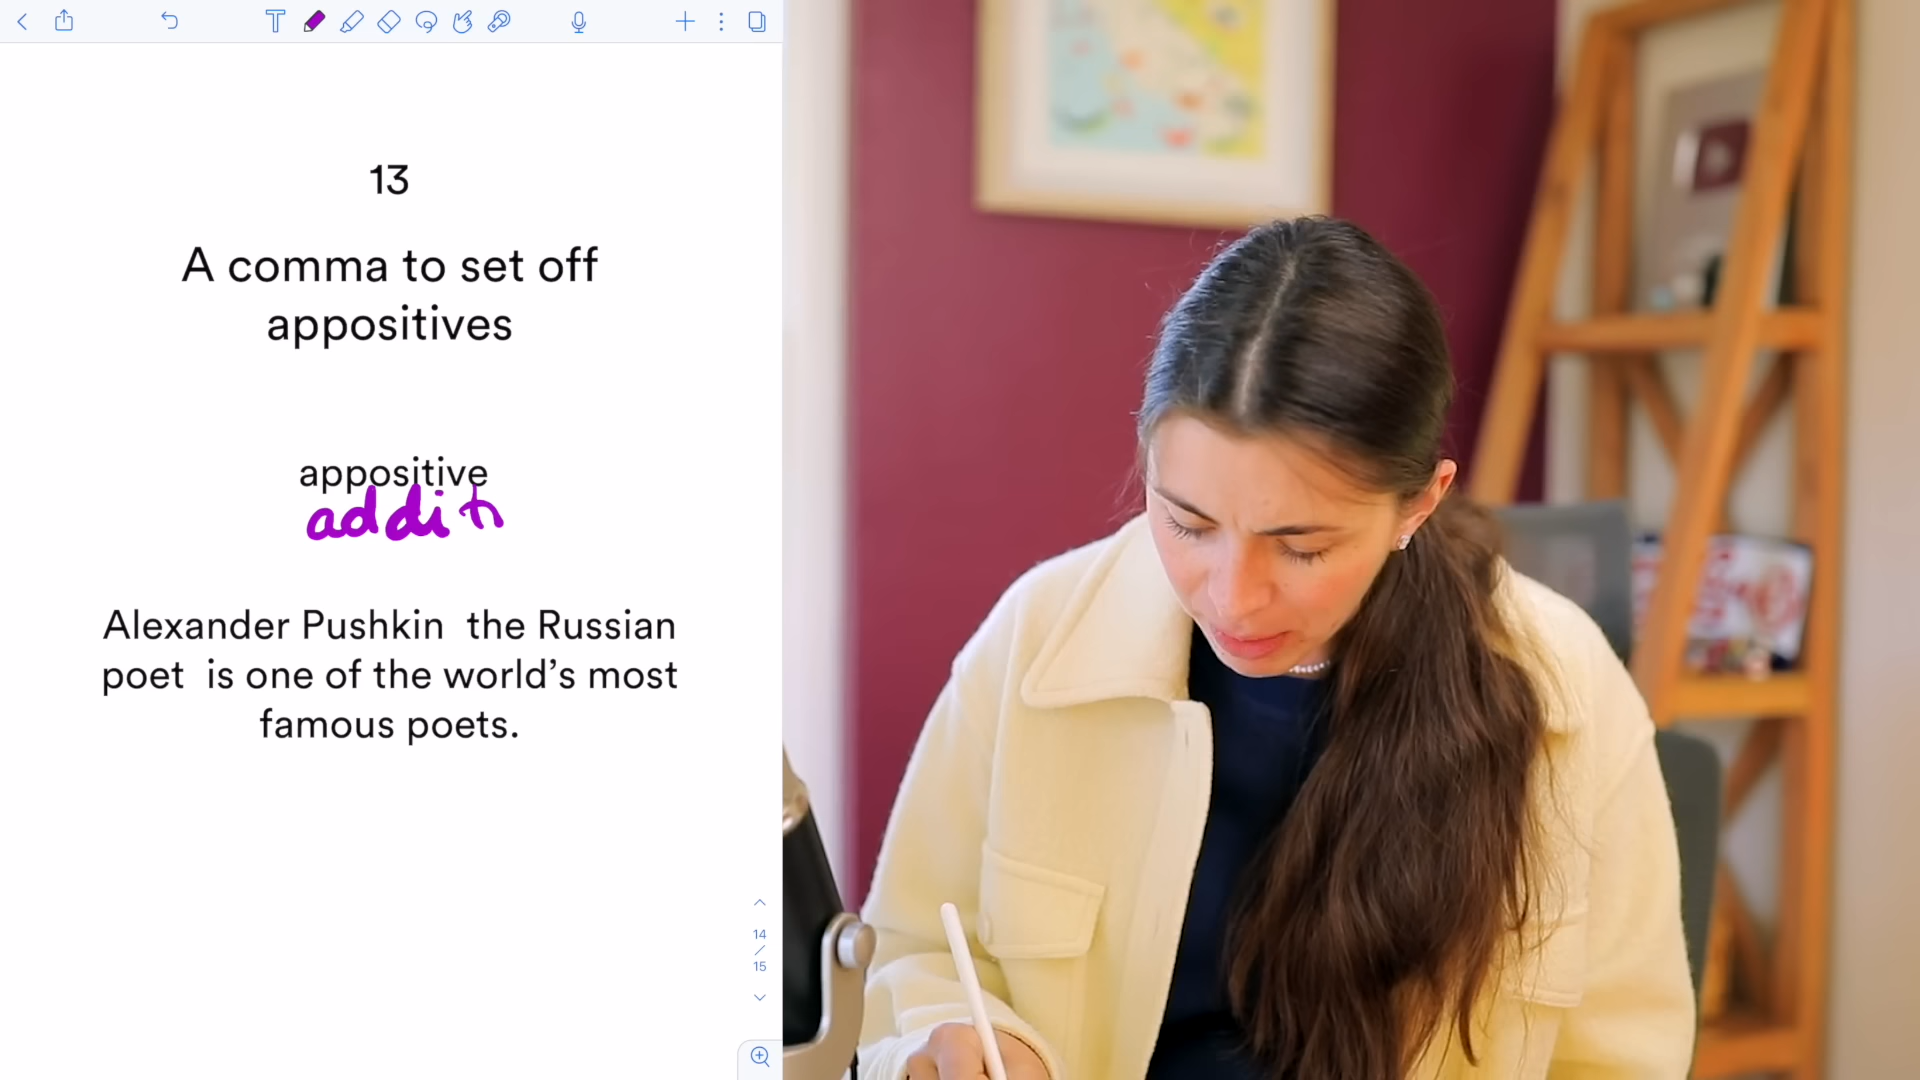 13
A comma to set off
appositives
appositive
addit
Alexander Pushkin the Russian
poet is one of the world’s most
famous poets.
14
/
15